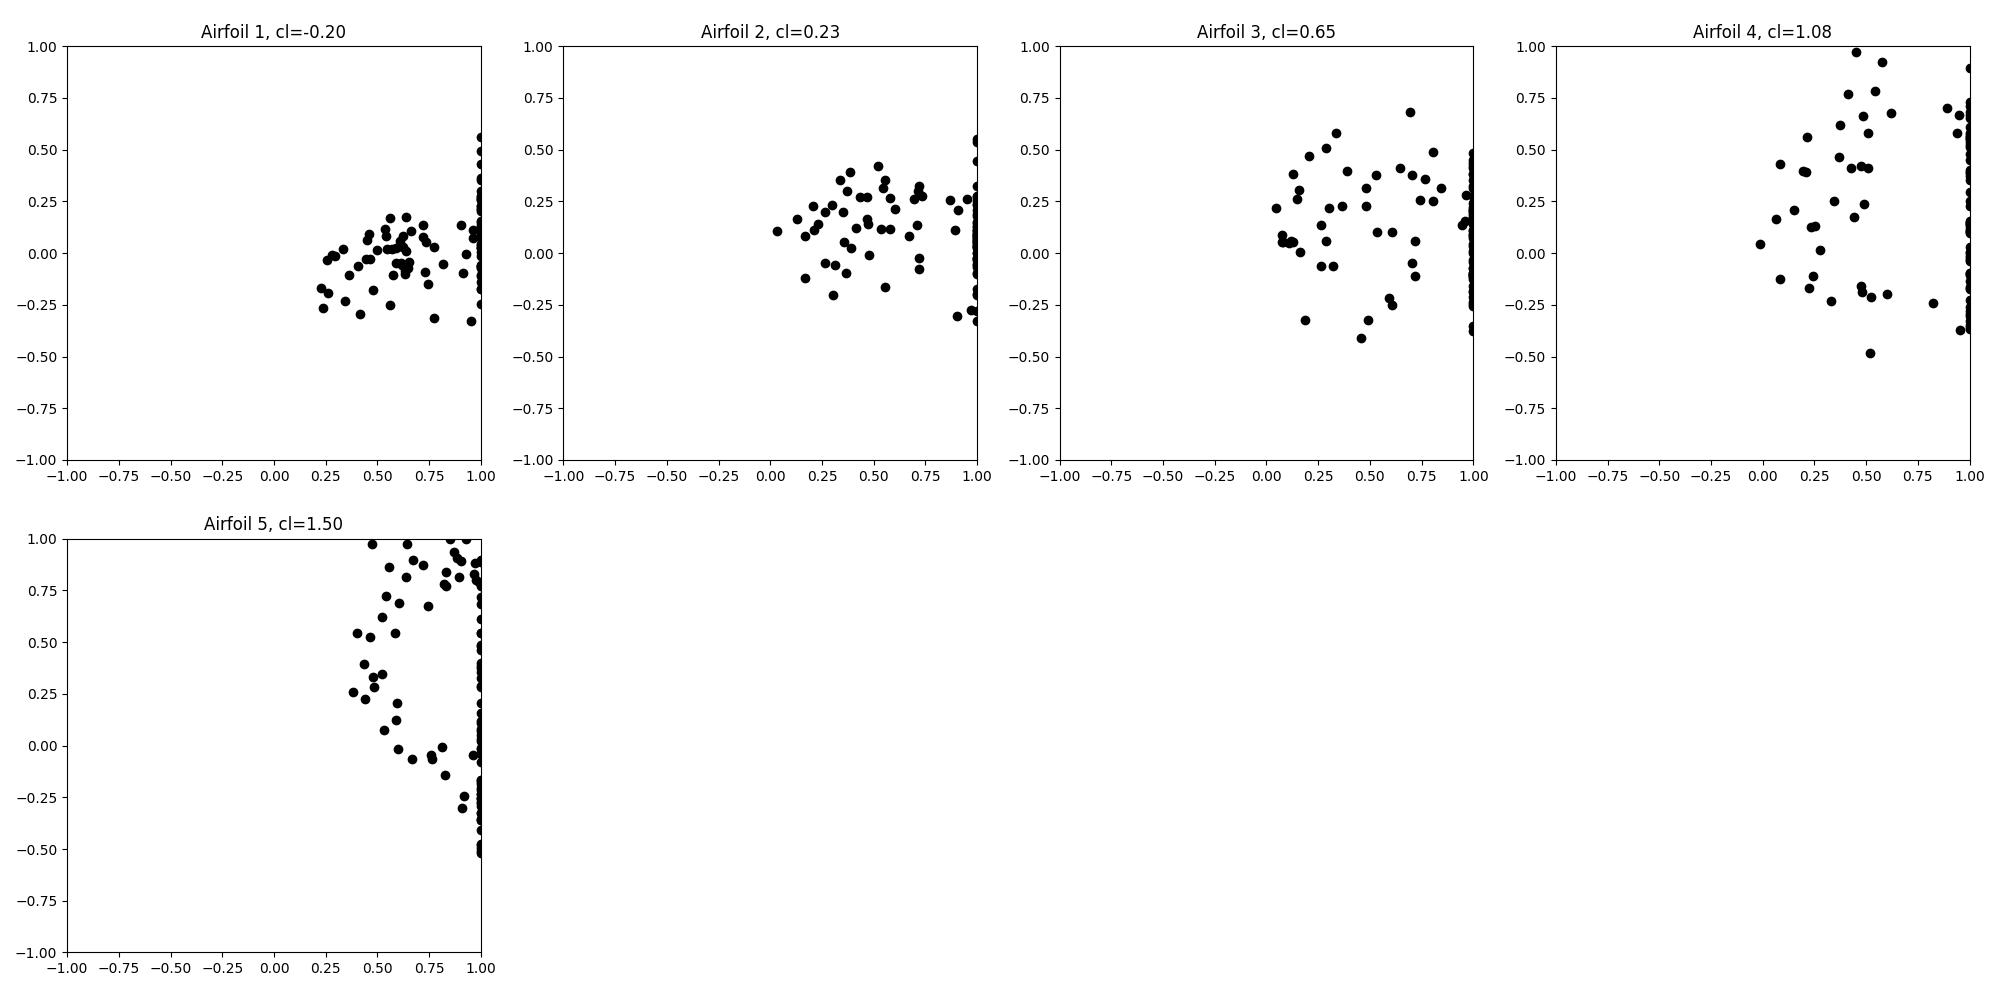 Airfoil 1, cl=-0.20
Airfoil 2, cl=0.23
Airfoil 3, cl=0.65
Airfoil 4, cl=1.08
1.00 1.00 1.00 1.00
0.75 0.75 0.75 0.75
0.50 0.50 0.50 0.50
0.25 0.25 0.25 0.25
0.00 0.00 0.00 0.00
−0.25 −0.25 −0.25 −0.25
−0.50 −0.50 −0.50 −0.50
−0.75 −0.75 −0.75 −0.75
−1.00 −1.00 −1.00 −1.00
−1.00 −0.75 −0.50 −0.25 0.00 0.25 0.50 0.75 1.00
−1.00 −0.75 −0.50 −0.25 0.00 0.25 0.50 0.75 1.00
−1.00 −0.75 −0.50 −0.25 0.00 0.25 0.50 0.75 1.00
−1.00 −0.75 −0.50 −0.25 0.00 0.25 0.50 0.75 1.00
Airfoil 5, cl=1.50
1.00
0.75
0.50
0.25
0.00
−0.25
−0.50
−0.75
−1.00
−1.00 −0.75 −0.50 −0.25 0.00 0.25 0.50 0.75 1.00